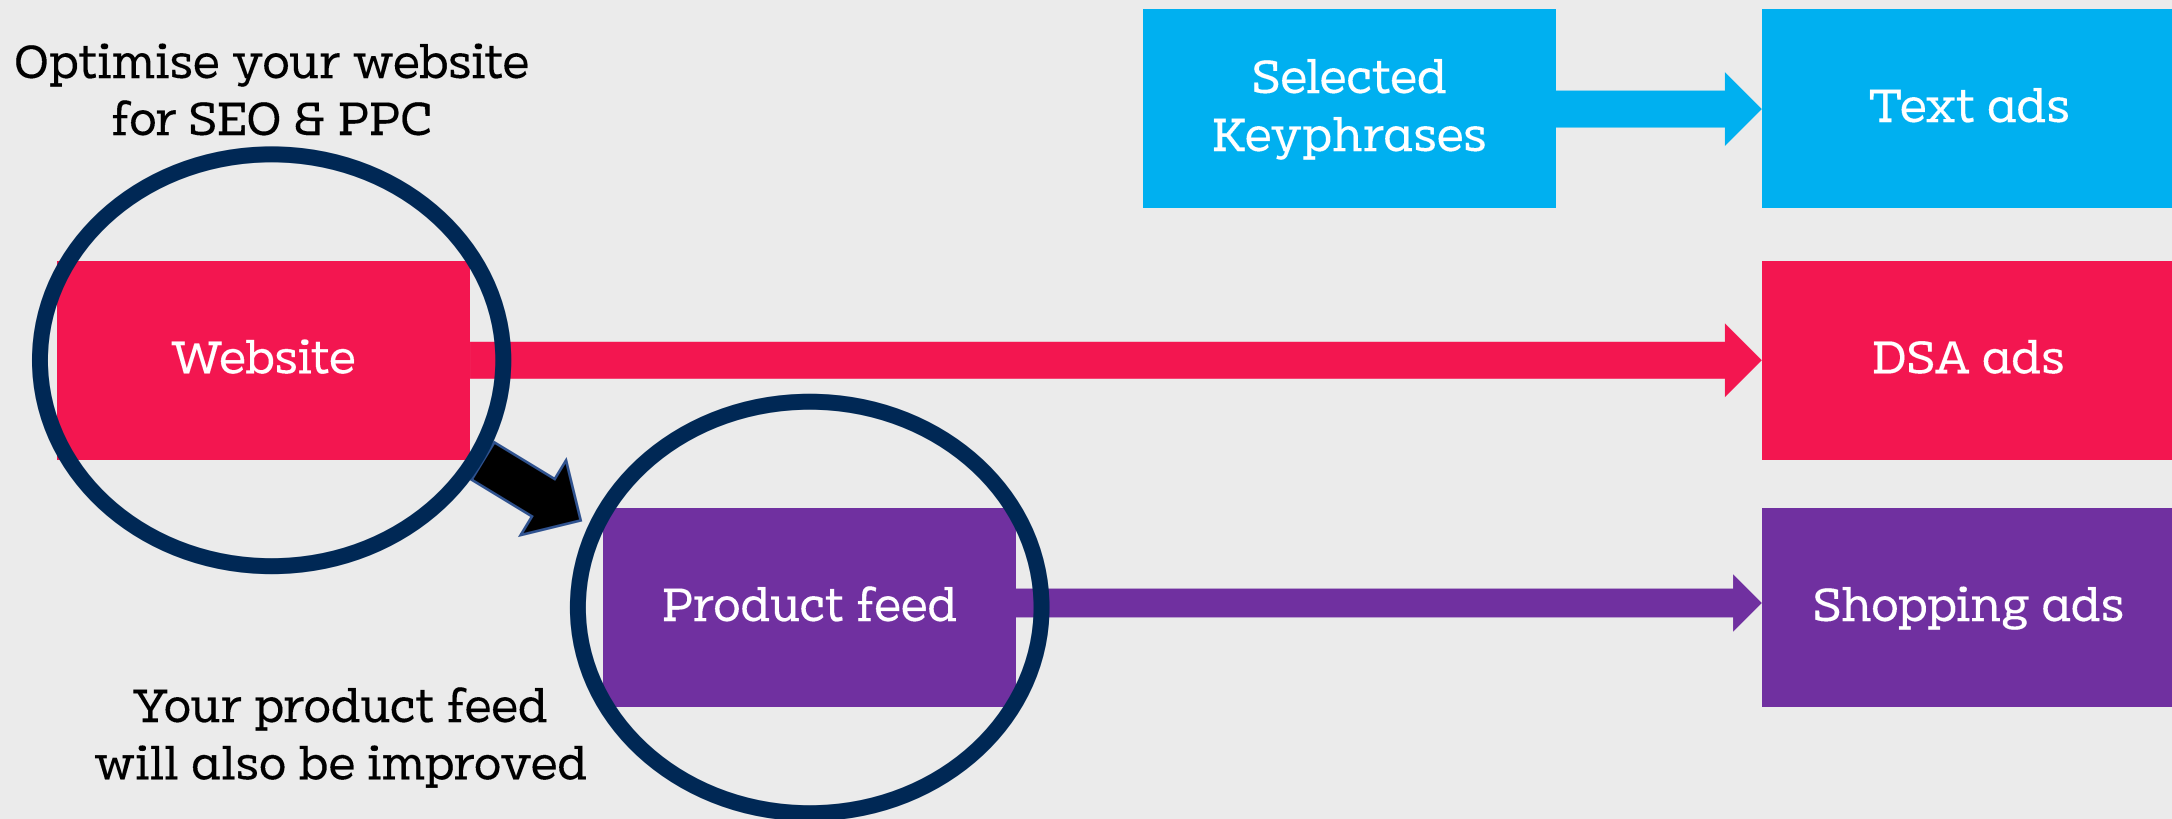 Optimise your website
for SEO & PPC
Selected
Keyphrases
Text ads
Website
DSA ads
Product feed
Shopping ads
Your product feed
will also be improved